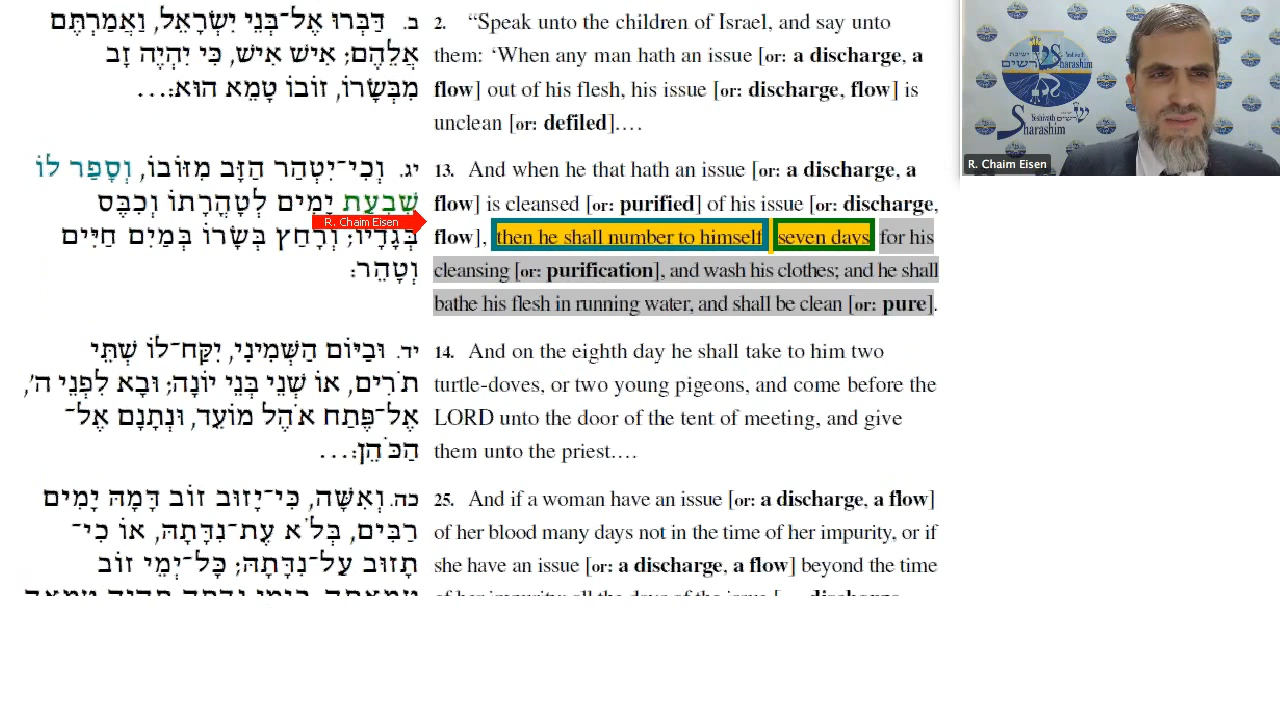 ב. דַּבְּרוּ אֶל־בְּנֵי יִשְׂרָאֵל, וַאֲמַרְתֶּם
אֲלֵהֶם; אִישׁ אִישׁ, כִּי יִהְיֶה זָב
מִבְּשָׂרוֹ, זוֹבוֹ טָמֵא הוּא׃...
יג. וְכִי־יִטְהַר הַזָּב מִזּוֹבוֹ, וְסָפַר לוֹ
שִׁבְעַת יָמִים לְטָהֳרָתוֹ וְכִבֶּס
בְּגָדָיו; וְרָחַץ בְּשָׂרוֹ בְּמַיִם חַיִּים
וְטָהֵר׃
יד. וּבַיּוֹם הַשְּׁמִינִי, יִקַּח־לוֹ שְׁתֵּי
תֹרִים, אוֹ שְׁנֵי בְּנֵי יוֹנָה; וּבָא לִפְנֵי ה',
אֶל־פֶּתַח אֹהֶל מוֹעֵד, וּנְתָנָם אֶל־
הַכֹּהֵן׃...
כה. וְאִשָּׁה, כִּי־יָזוּב זוֹב דָּמָהּ יָמִים
רַבִּים, בְּלֹא עֶת־נִדָּתָהּ, אוֹ כִי־
תָזוּב עַל־נִדָּתָהּ; כָּל־יְמֵי זוֹב
2. “Speak unto the children of Israel, and say unto
them: ‘When any man hath an issue [or: a discharge, a
flow] out of his flesh, his issue [or: discharge, flow] is
unclean [or: defiled]….
13. And when he that hath an issue [or: a discharge, a
flow] is cleansed [or: purified] of his issue [or: discharge,
flow], then he shall number to himself seven days for his
cleansing [or: purification], and wash his clothes; and he shall
bathe his flesh in running water, and shall be clean [or: pure].
14. And on the eighth day he shall take to him two
turtle-doves, or two young pigeons, and come before the
LORD unto the door of the tent of meeting, and give
them unto the priest….
25. And if a woman have an issue [or: a discharge, a flow]
of her blood many days not in the time of her impurity, or if
she have an issue [or: a discharge, a flow] beyond the time
R. Chaim Eisen
Yeshivath
Sharashim
R. Chaim Eisen